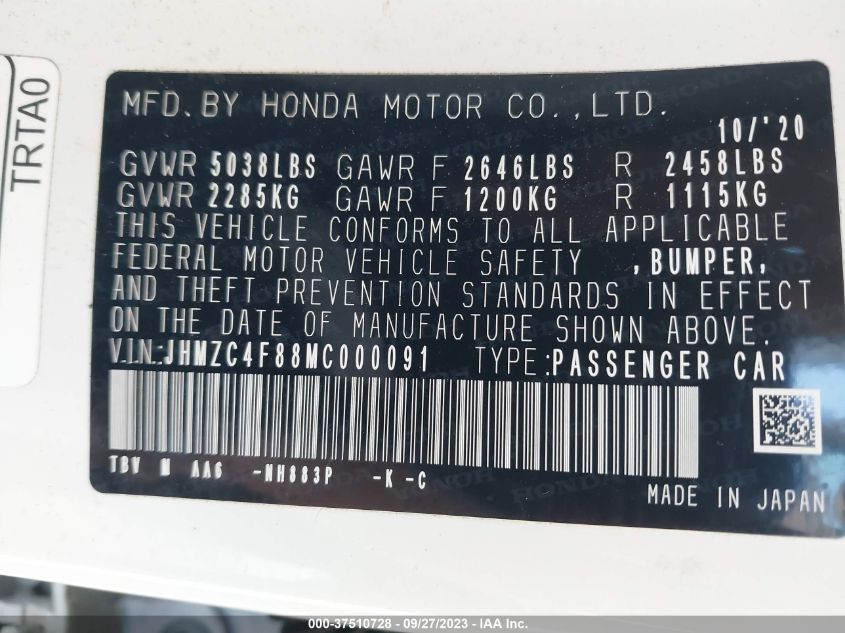 TRTA0
MFD. BY HONDA MOTOR CO., LTD.
10/'20
GVWR 5038LBS GAWR F 2646LBS R 2458LBS
GVWR 2285KG GAWR F 1200KG R 1115KG
THIS VEHICLE CONFORMS TO ALL APPLICABLE
FEDERAL MOTOR VEHICLE SAFETY , BUMPER,
AND THEFT PREVENTION STANDARDS IN EFFECT
ON THE DATE OF MANUFACTURE SHOWN ABOVE.
V.I.N.:JHMZC4F88MC000091 TYPE:PASSENGER CAR
TBV M AA6 -NH883P -K -C
MADE IN JAPAN
000-37510728 - 09/27/2023 - IAA Inc.